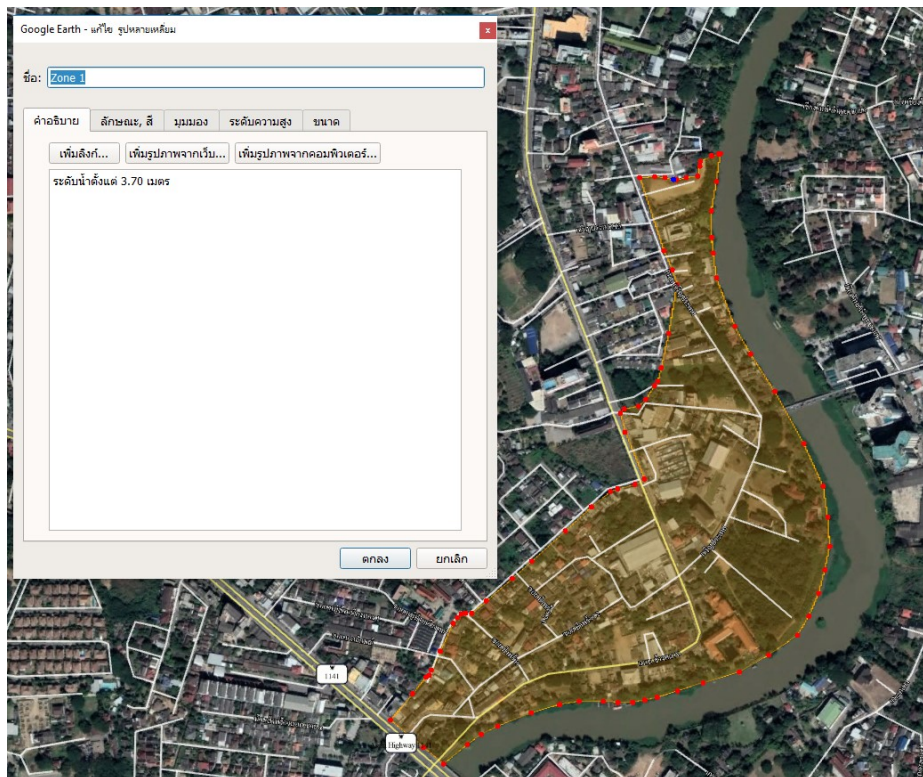 Google Earth - แก้ไข รูปหลายเหลี่ยม
x
ชื่อ:
Zone 1
คำอธิบาย
ลักษณะ, สี
มุมมอง
ระดับความสูง
ขนาด
เพิ่มลิงก์...
เพิ่มรูปภาพจากเว็บ...
เพิ่มรูปภาพจากคอมพิวเตอร์...
ระดับน้ำตั้งแต่ 3.70 เมตร
ตกลง
ยกเลิก
1141
Highway